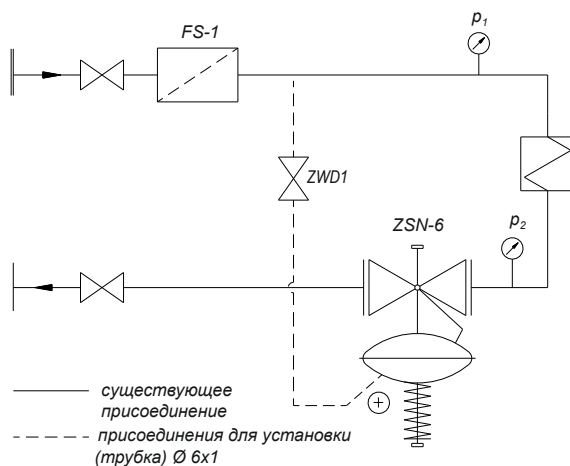 FS-1
p1
ZWD1
ZSN-6
p2
+
существующее
присоединение
присоединения для установки
(трубка) Ø 6x1